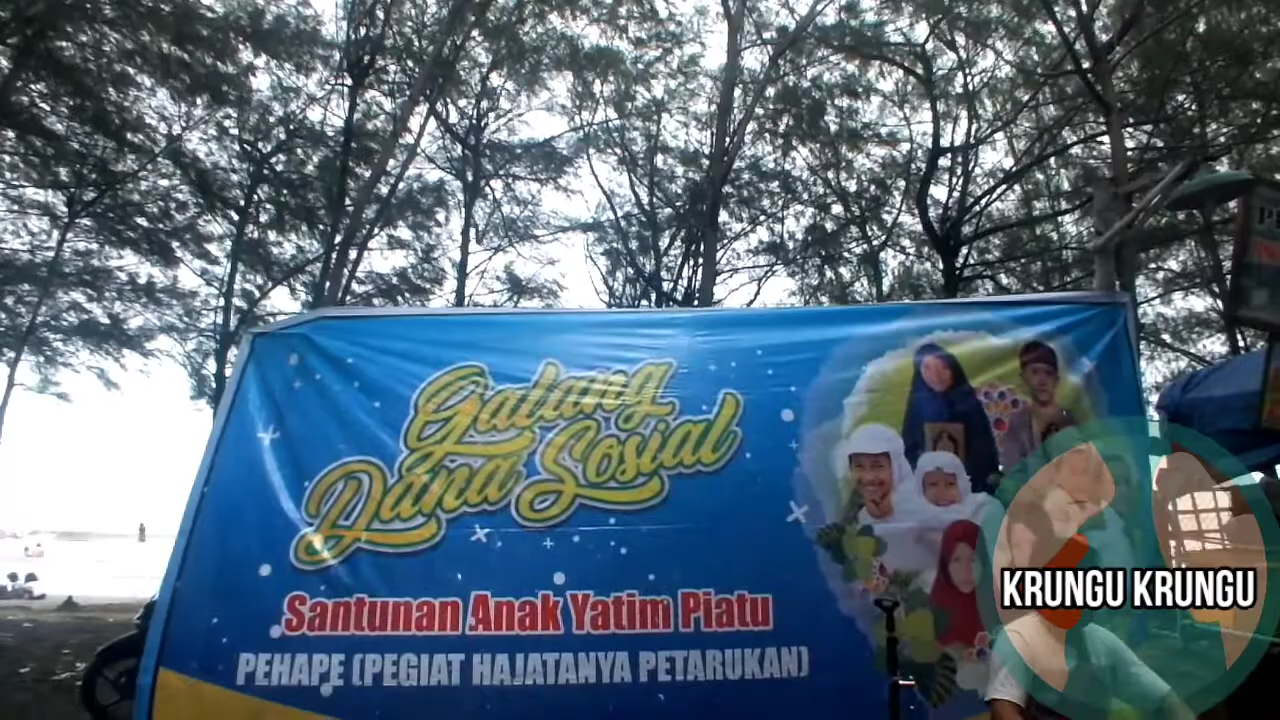 Galang
Dana Sosial
Santunan Anak Yatim Piatu
PEHAPE (PEGIAT HAJATANYA PETARUKAN)
KRUNGU KRUNGU